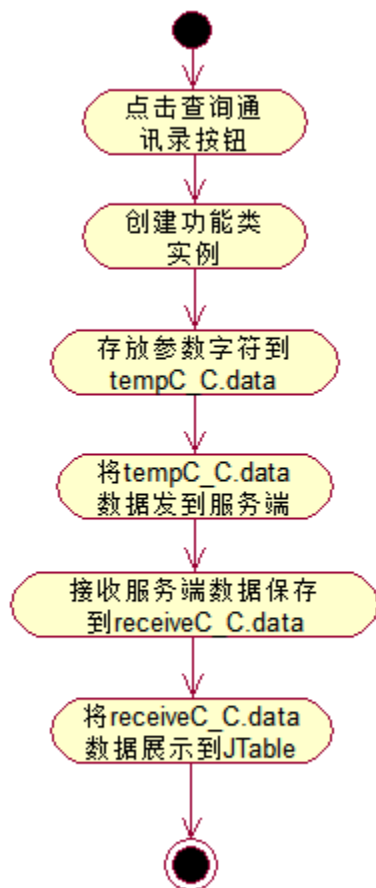 点击查询通
讯录按钮
创建功能类
实例
存放参数字符到
tempC_C.data
将tempC_C.data
数据发到服务端
接收服务端数据保存
到receiveC_C.data
将receiveC_C.data
数据展示到JTable